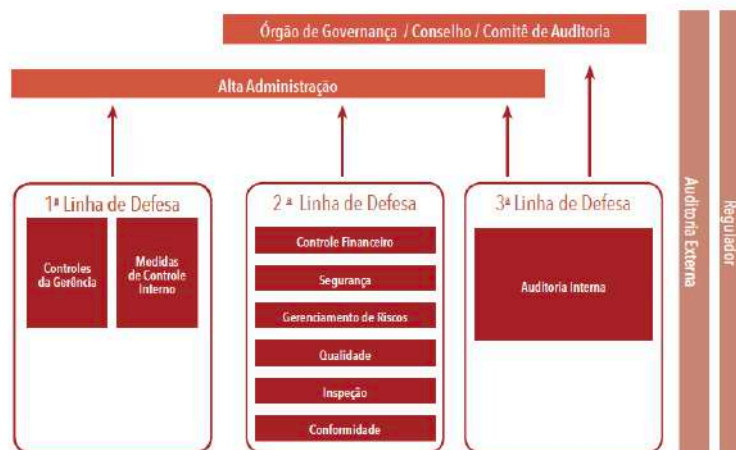 Órgão de Governança / Conselho / Comitê de Auditoria
Alta Administração
1ª Linha de Defesa
Controles
da Gerência
Medidas
de Controle
Interno
2ª Linha de Defesa
Controle Financeiro
Segurança
Gerenciamento de Riscos
Qualidade
Inspeção
Conformidade
3ª Linha de Defesa
Auditoria Interna
Auditoria Externa
Regulador